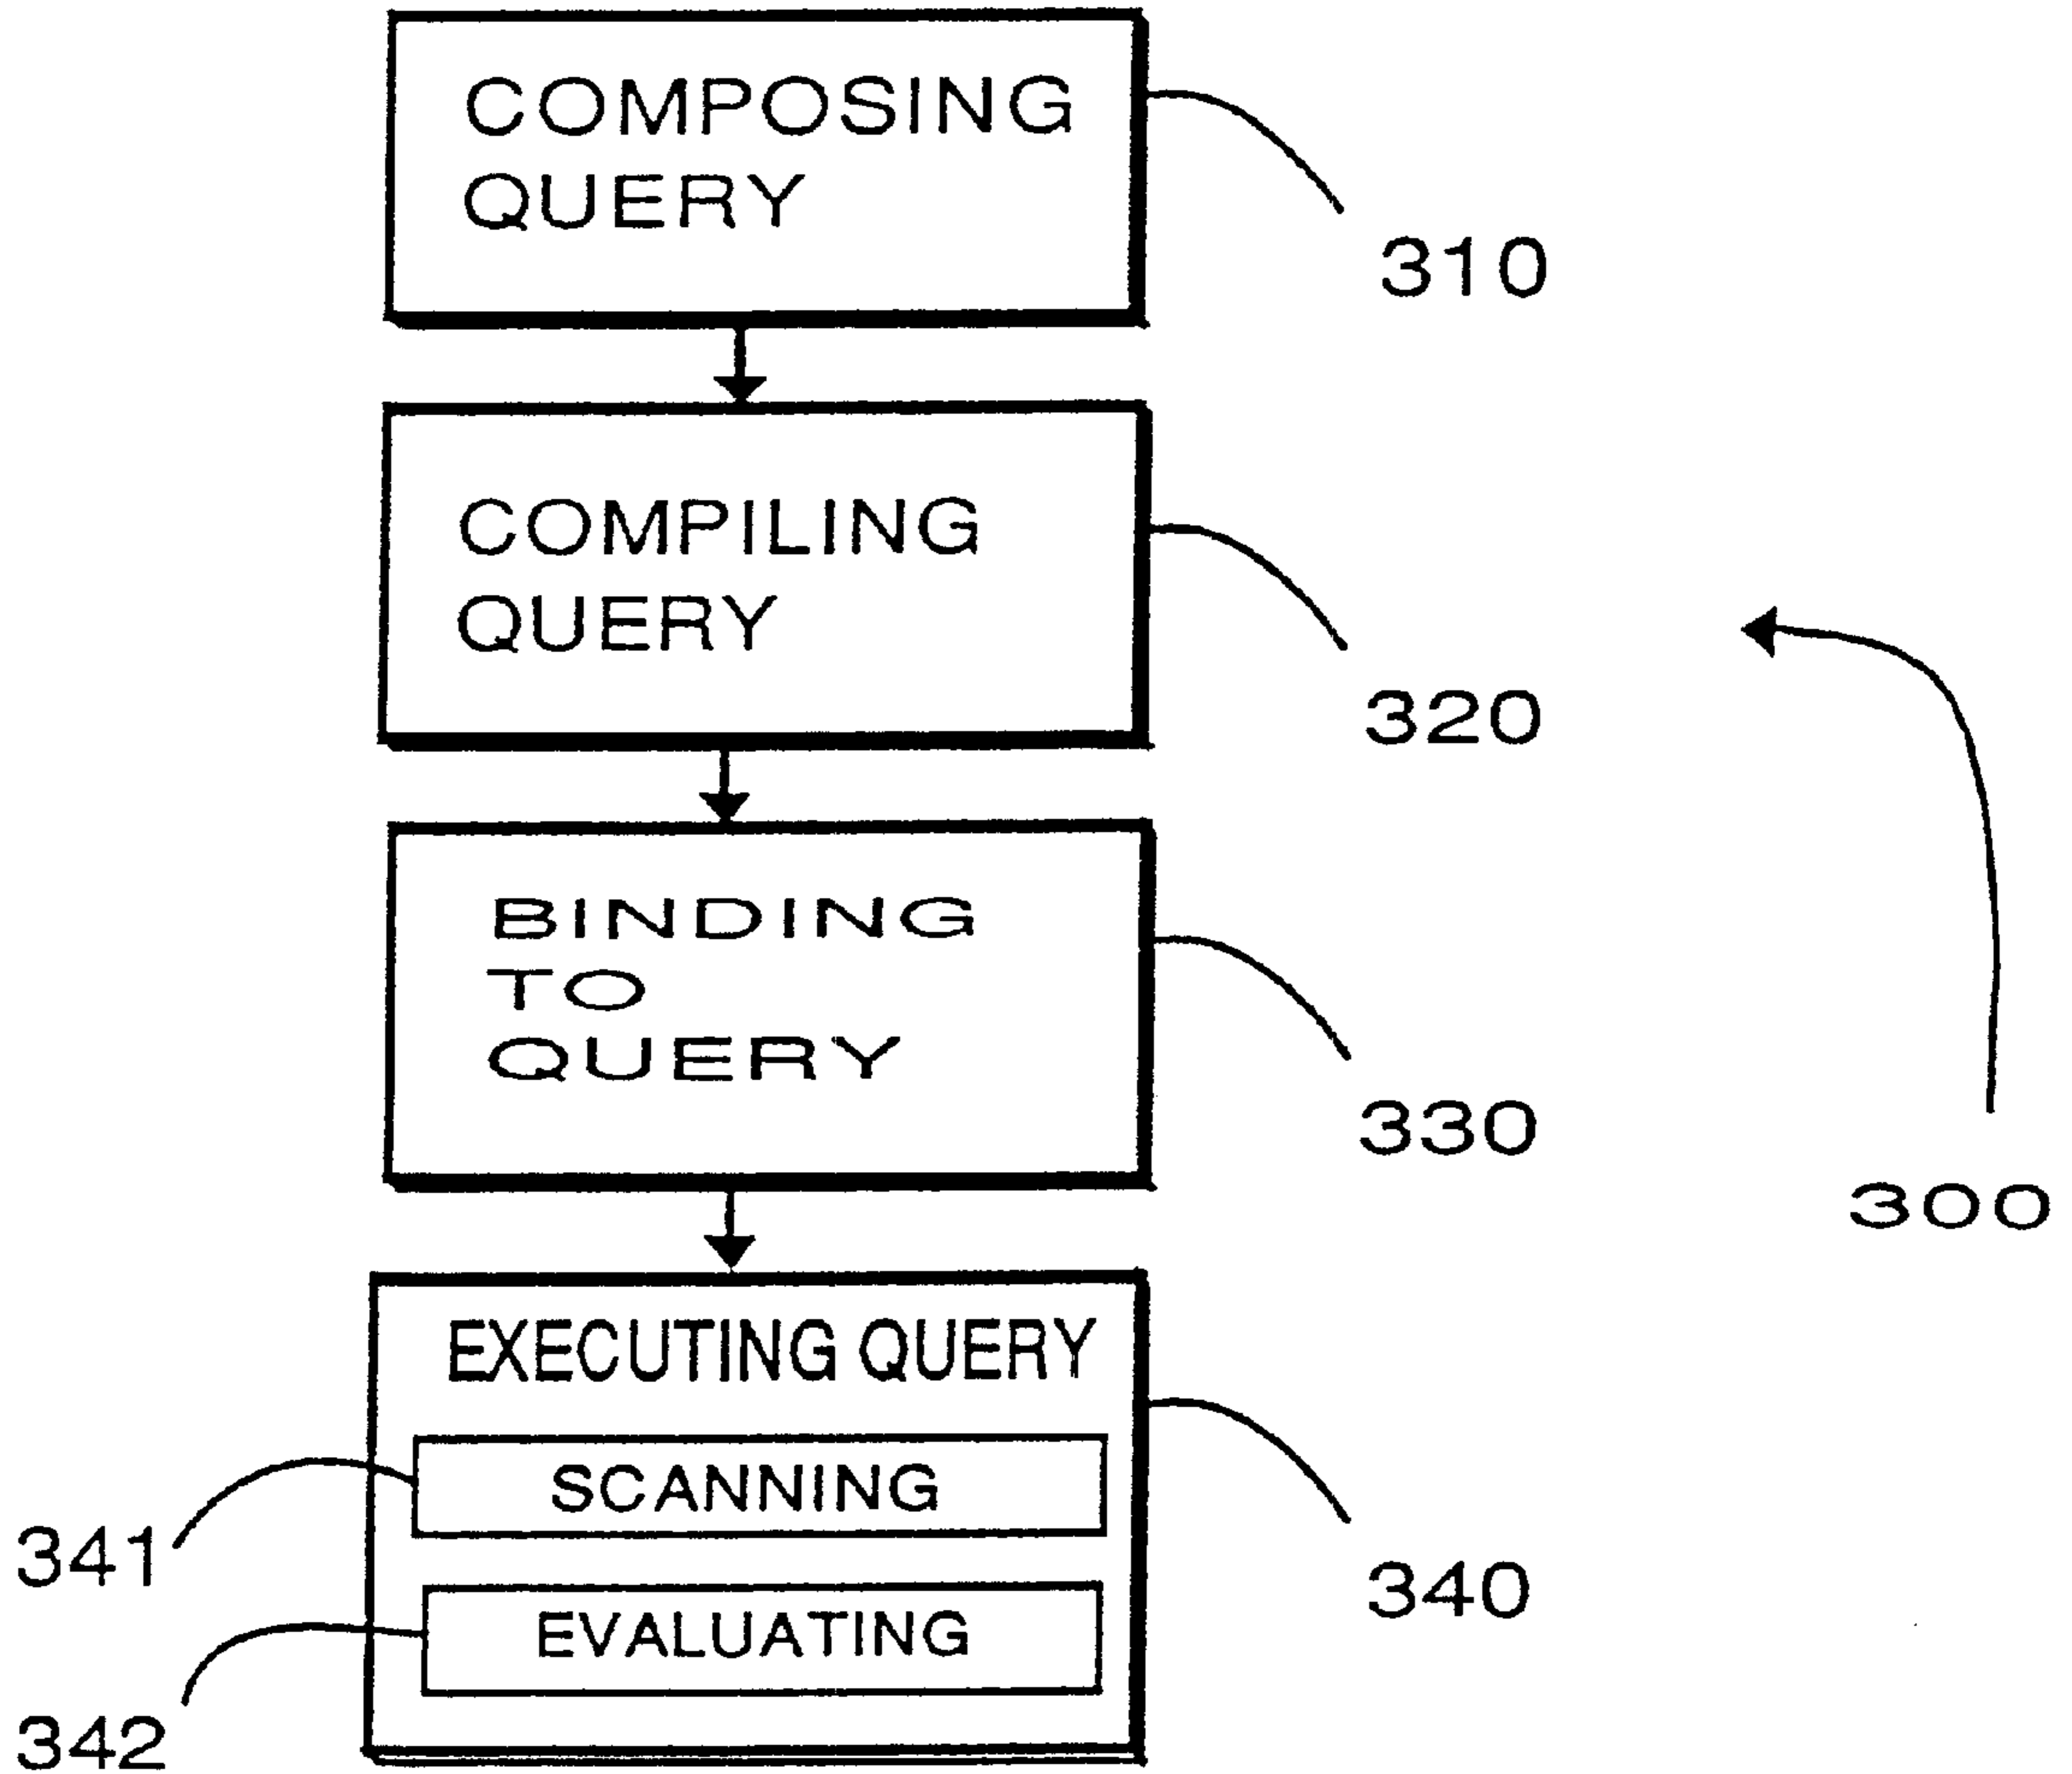 COMPOSING
QUERY
310
COMPILING
QUERY
320
BINDING
TO
QUERY
330
300
EXECUTING QUERY
SCANNING
341
340
EVALUATING
342